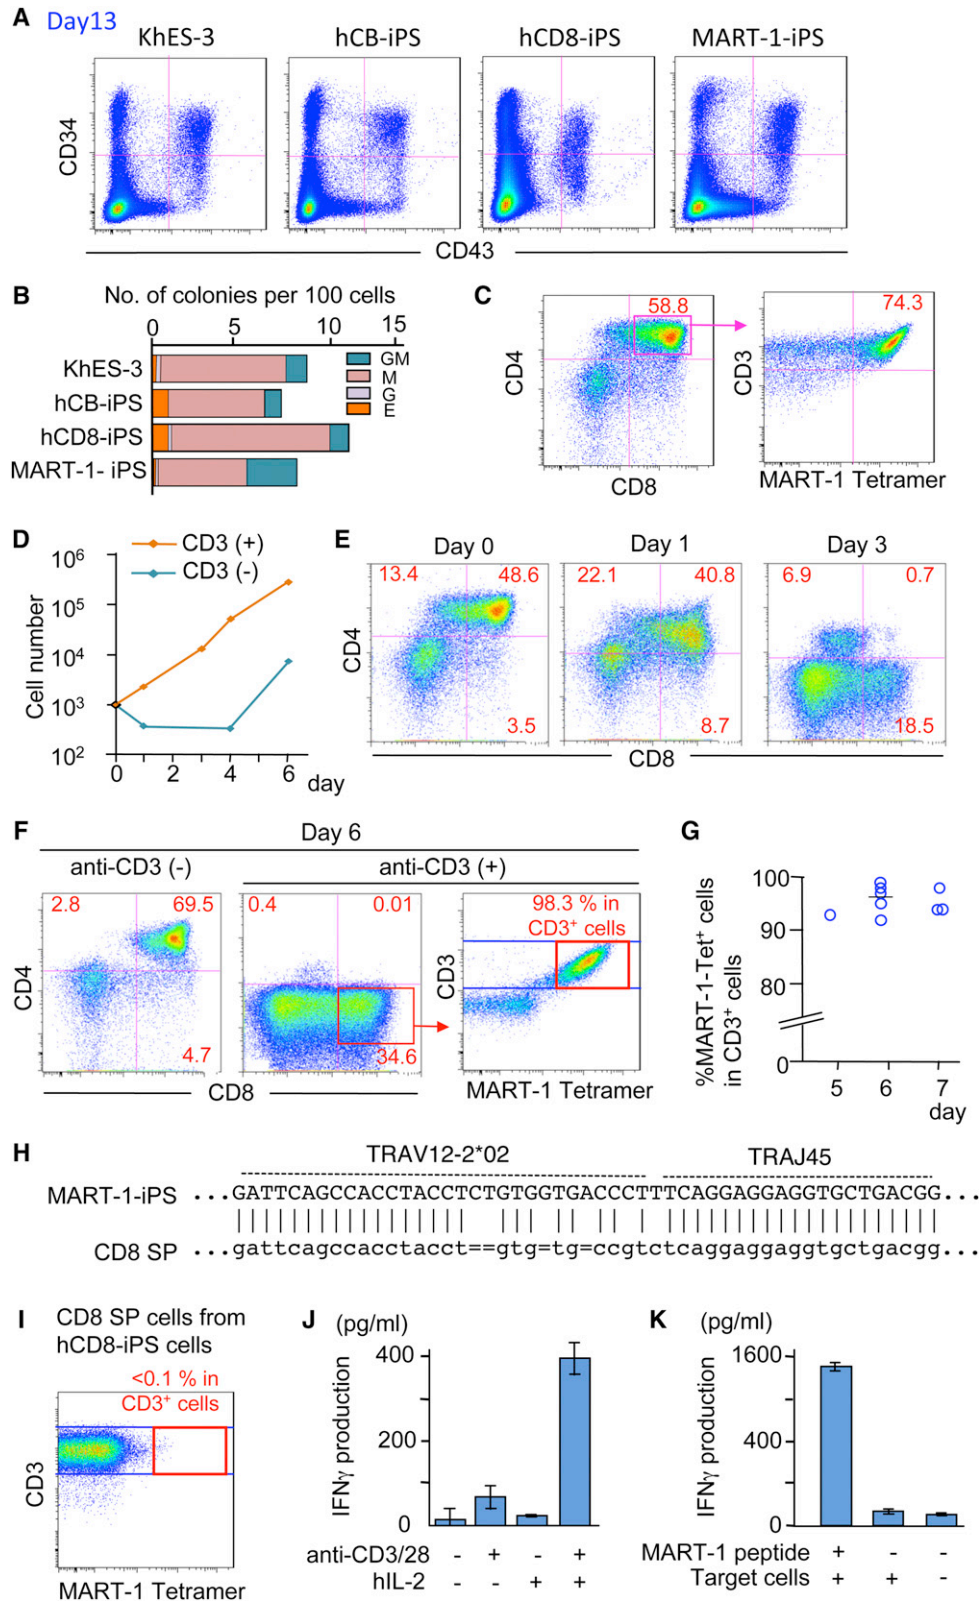 A Day13
KhES-3 hCB-iPS hCD8-iPS MART-1-iPS
CD34
CD43
B No. of colonies per 100 cells
0 5 10 15
KhES-3
hCB-iPS
hCD8-iPS
MART-1- iPS
GM
M
G
E
C
58.8
74.3
CD4
CD8
CD3
MART-1 Tetramer
D
CD3 (+)
CD3 (-)
10⁶
10⁵
10⁴
10³
10²
Cell number
0 2 4 6 day
E
Day 0 Day 1 Day 3
13.4 48.6 22.1 40.8 6.9 0.7
CD4
3.5 8.7 18.5
CD8
F
Day 6
anti-CD3 (-) anti-CD3 (+)
2.8 69.5 0.4 0.01
98.3 % in
CD3⁺ cells
CD4
CD3
4.7 34.6
CD8
MART-1 Tetramer
G
%MART-1-Tet⁺ cells
in CD3⁺ cells
100
90
80
0
5 6 7
day
H
TRAV12-2*02 TRAJ45
MART-1-iPS ...GATTCAGCCACCTACCTCTGTGGTGACCCTTTCAGGAGGAGGTGCTGACGG...
CD8 SP ...gattcagccacctacct==gtg=tg=ccgtctcaggaggaggtgctgacgg...
I CD8 SP cells from
hCD8-iPS cells
<0.1 % in
CD3⁺ cells
CD3
MART-1 Tetramer
J (pg/ml)
IFNγ production
400
200
0
anti-CD3/28 - + - +
hIL-2 - - + +
K (pg/ml)
IFNγ production
1600
400
0
MART-1 peptide + - -
Target cells + + -